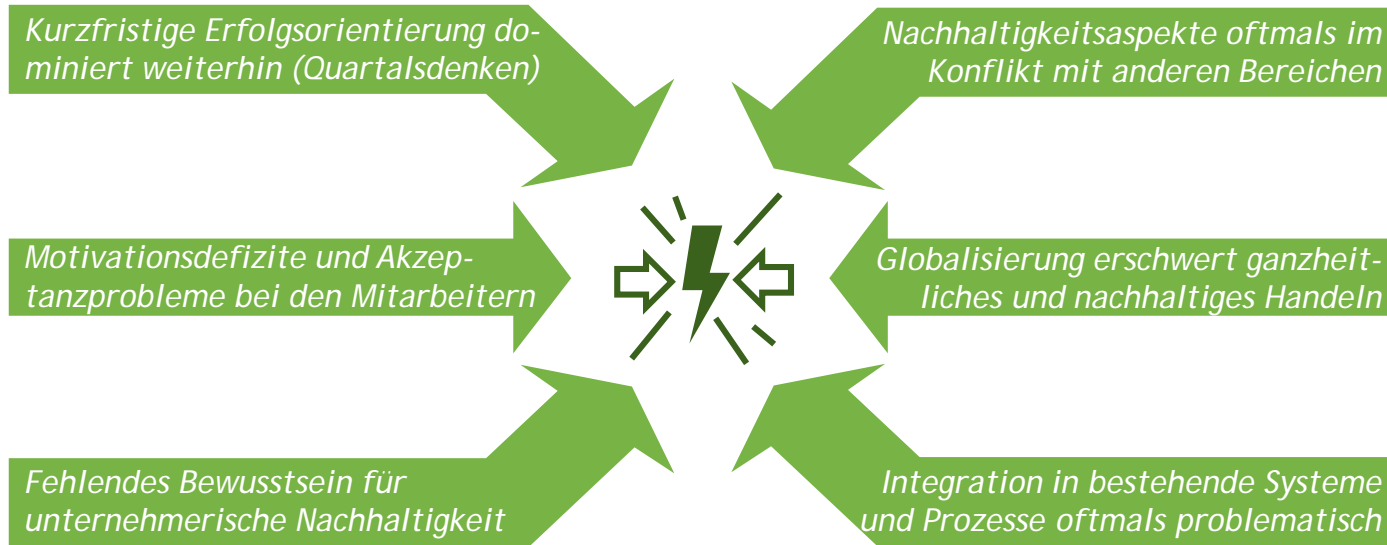 Kurzfristige Erfolgsorientierung do-
miniert weiterhin (Quartalsdenken)
Nachhaltigkeitsaspekte oftmals im
Konflikt mit anderen Bereichen
Motivationsdefizite und Akzep-
tanzprobleme bei den Mitarbeitern
Globalisierung erschwert ganzheit-
liches und nachhaltiges Handeln
Fehlendes Bewusstsein für
unternehmerische Nachhaltigkeit
Integration in bestehende Systeme
und Prozesse oftmals problematisch